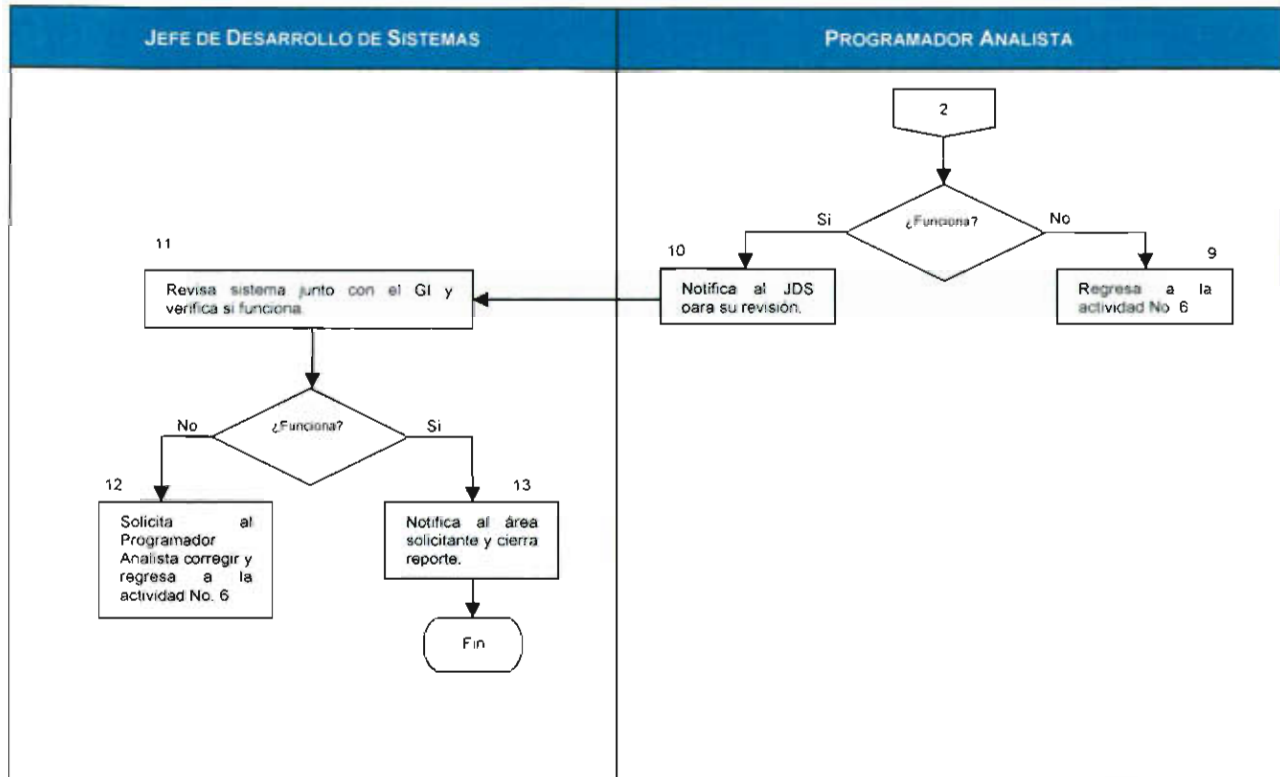 JEFE DE DESARROLLO DE SISTEMAS
PROGRAMADOR ANALISTA
2
¿Funciona?
Si
No
10
Notifica al JDS
para su revisión.
9
Regresa a la
actividad No 6
11
Revisa sistema junto con el GI y
verifica si funciona.
¿Funciona?
No
Si
12
Solicita al
Programador
Analista corregir y
regresa a la
actividad No. 6
13
Notifica al área
solicitante y cierra
reporte.
Fin